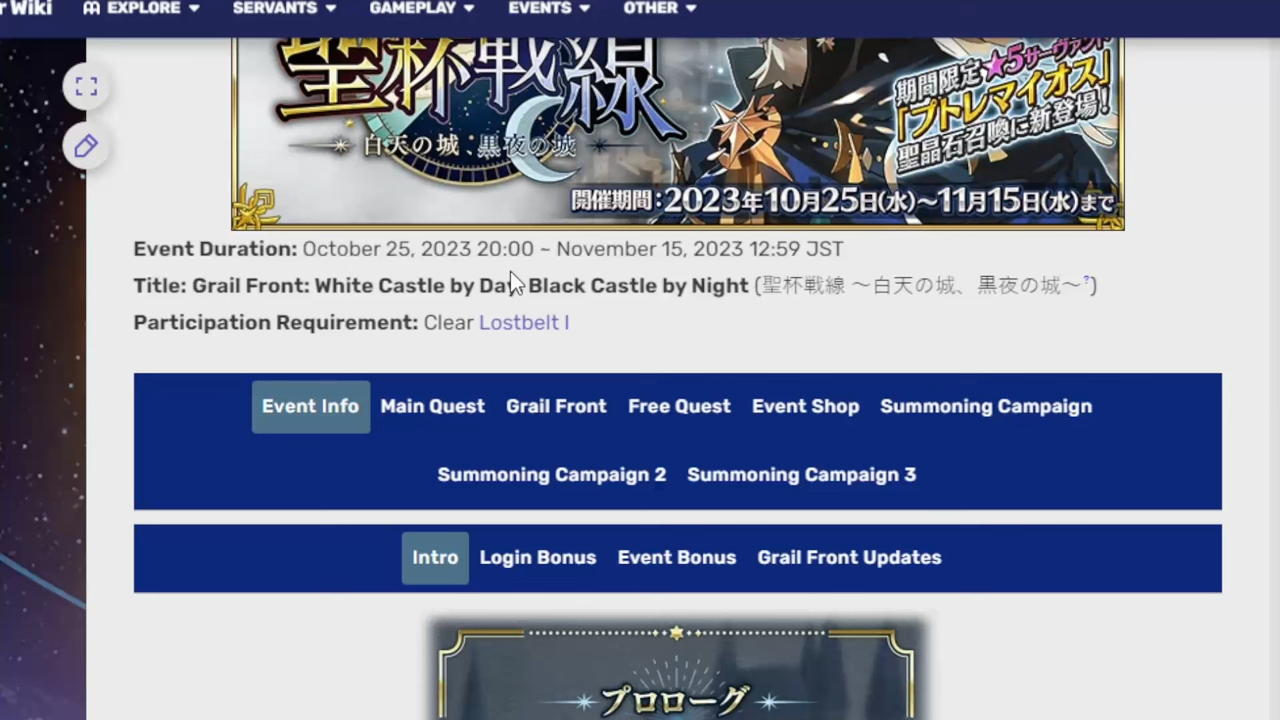 r Wiki EXPLORE SERVANTS GAMEPLAY EVENTS OTHER
聖杯戦線
白天の城、黒夜の城
期間限定★5サーヴァント
「プトレマイオス」
聖晶石召喚に新登場!
開催期間:2023年10月25日(水)~11月15日(水)まで
Event Duration: October 25, 2023 20:00 ~ November 15, 2023 12:59 JST
Title: Grail Front: White Castle by Day, Black Castle by Night (聖杯戦線 ～白天の城、黒夜の城～?)
Participation Requirement: Clear Lostbelt I
Event Info Main Quest Grail Front Free Quest Event Shop Summoning Campaign
Summoning Campaign 2 Summoning Campaign 3
Intro Login Bonus Event Bonus Grail Front Updates
プロローグ